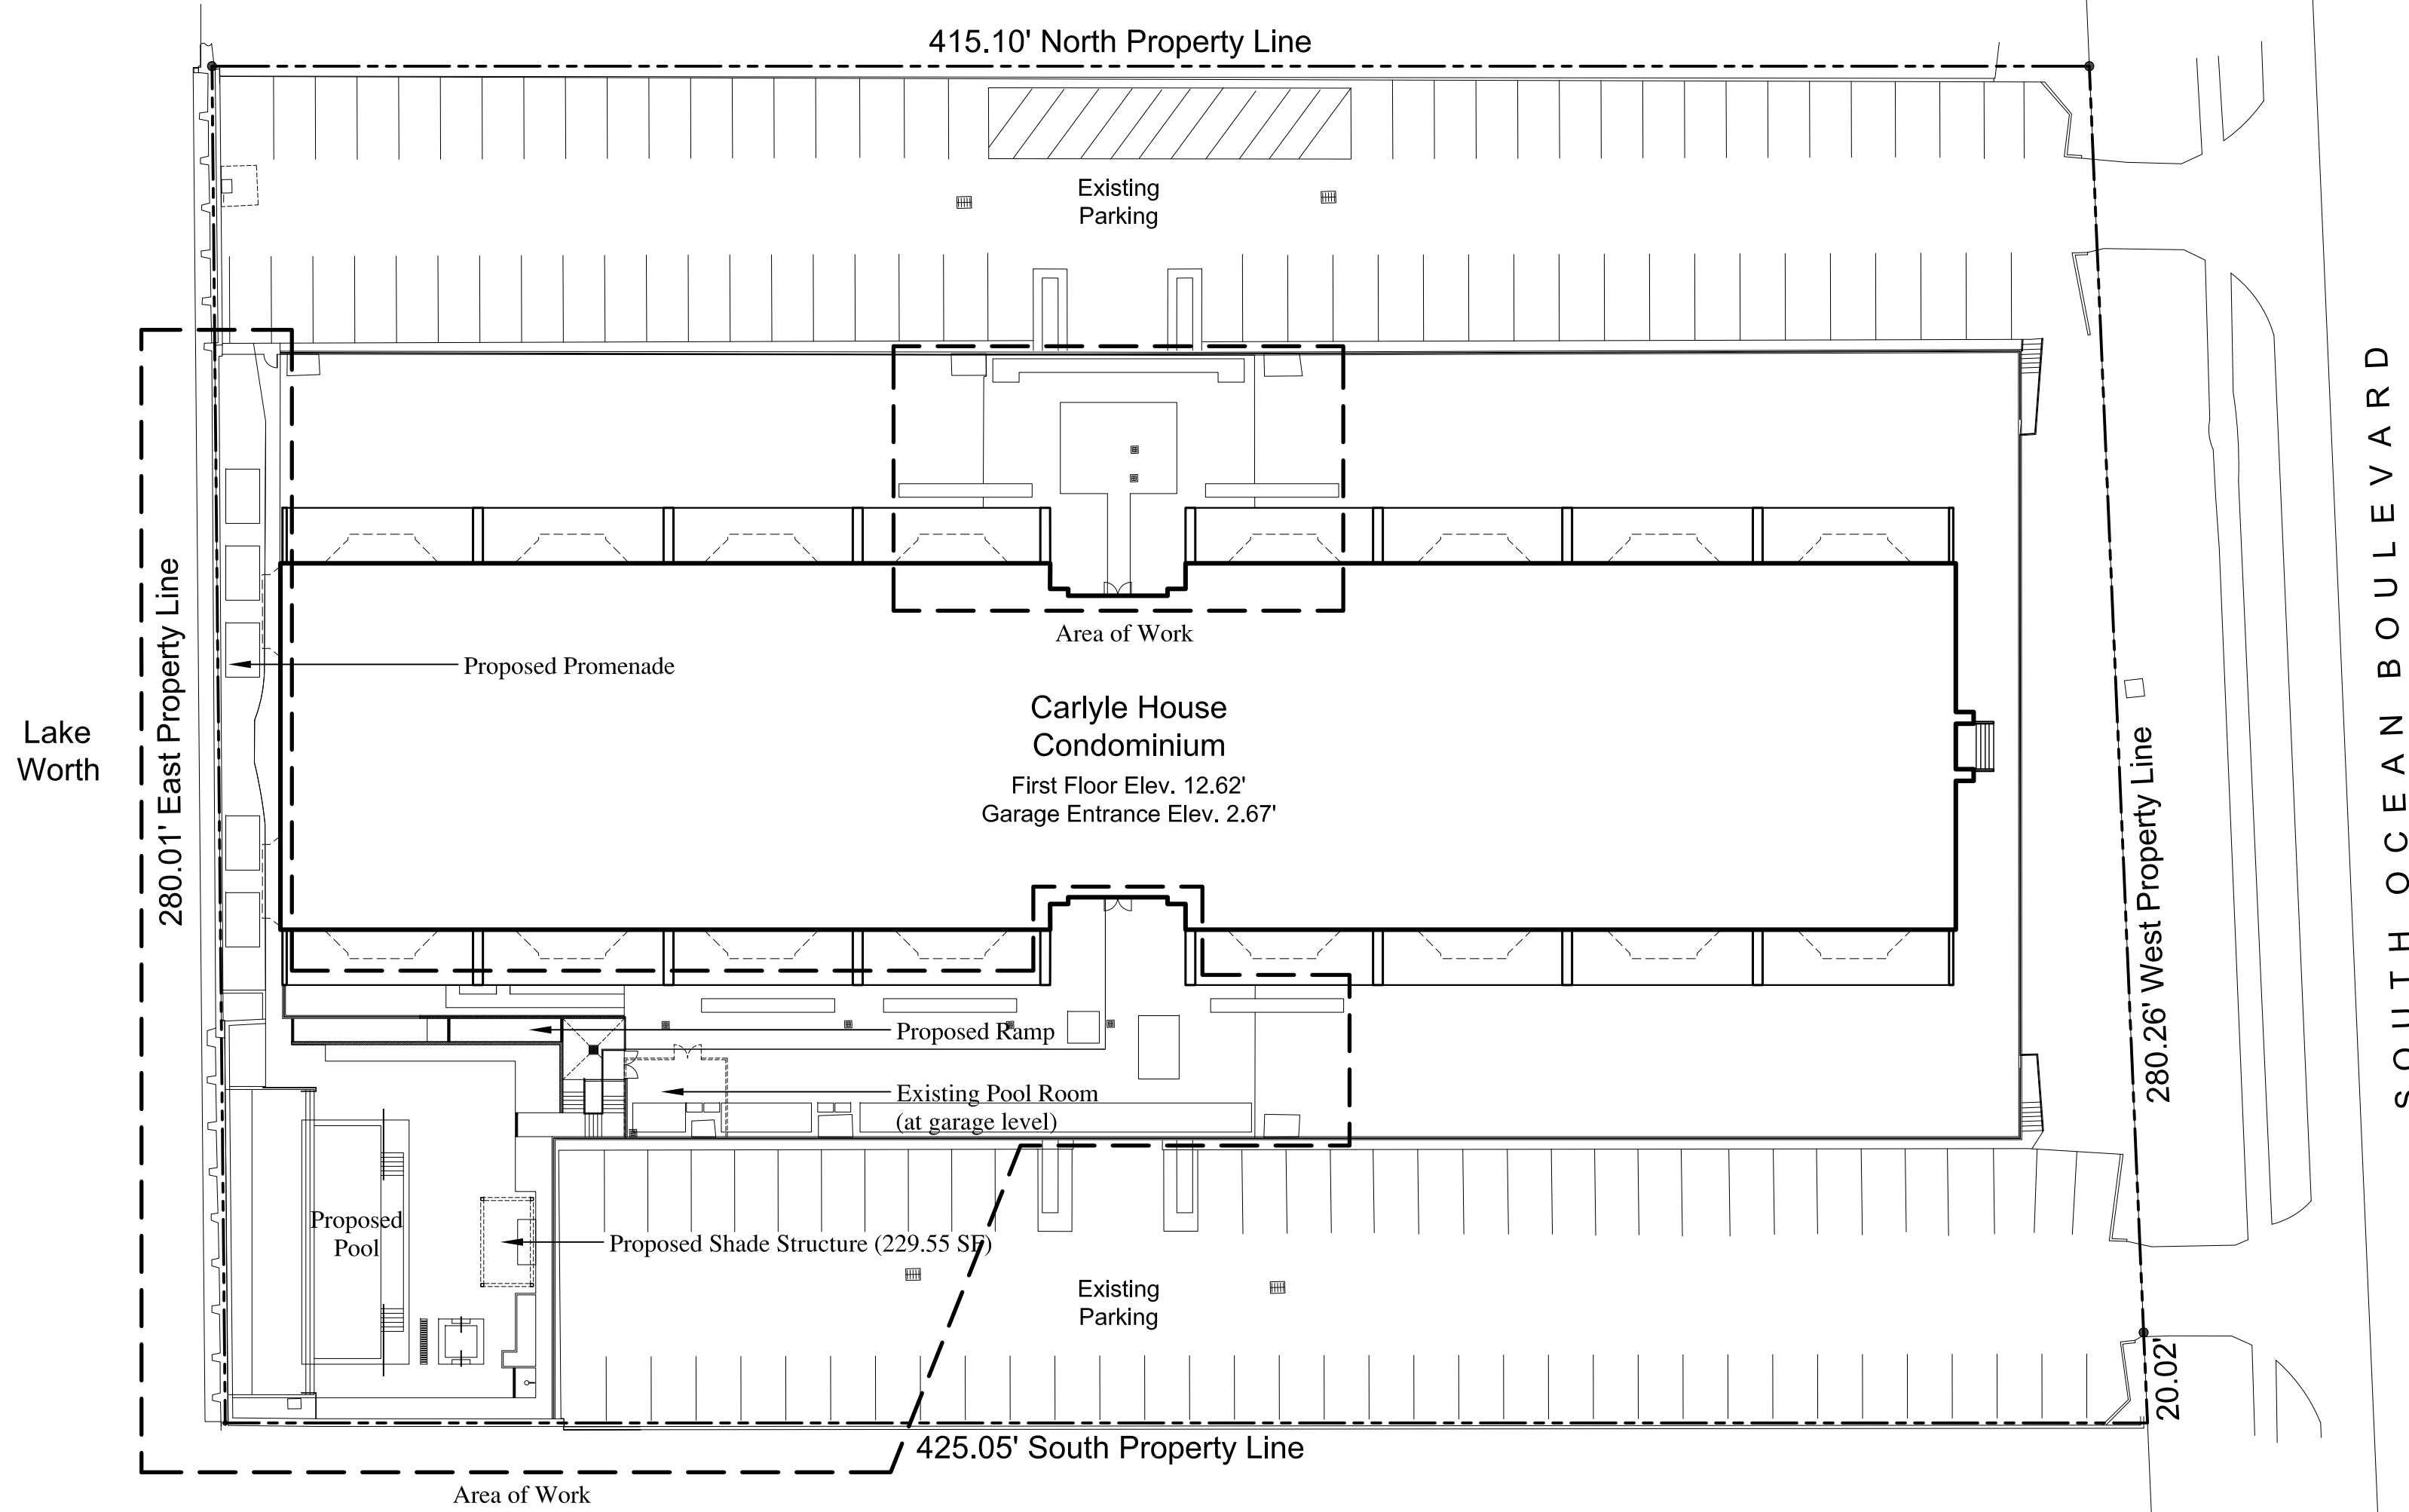 415.10' North Property Line
Existing
Parking
Area of Work
Proposed Promenade
280.01' East Property Line
Lake
Worth
Carlyle House
Condominium
First Floor Elev. 12.62'
Garage Entrance Elev. 2.67'
280.26' West Property Line
SOUTH OCEAN BOULEVARD
Proposed Ramp
Existing Pool Room
(at garage level)
Proposed
Pool
Proposed Shade Structure (229.55 SF)
Existing
Parking
20.02'
425.05' South Property Line
Area of Work